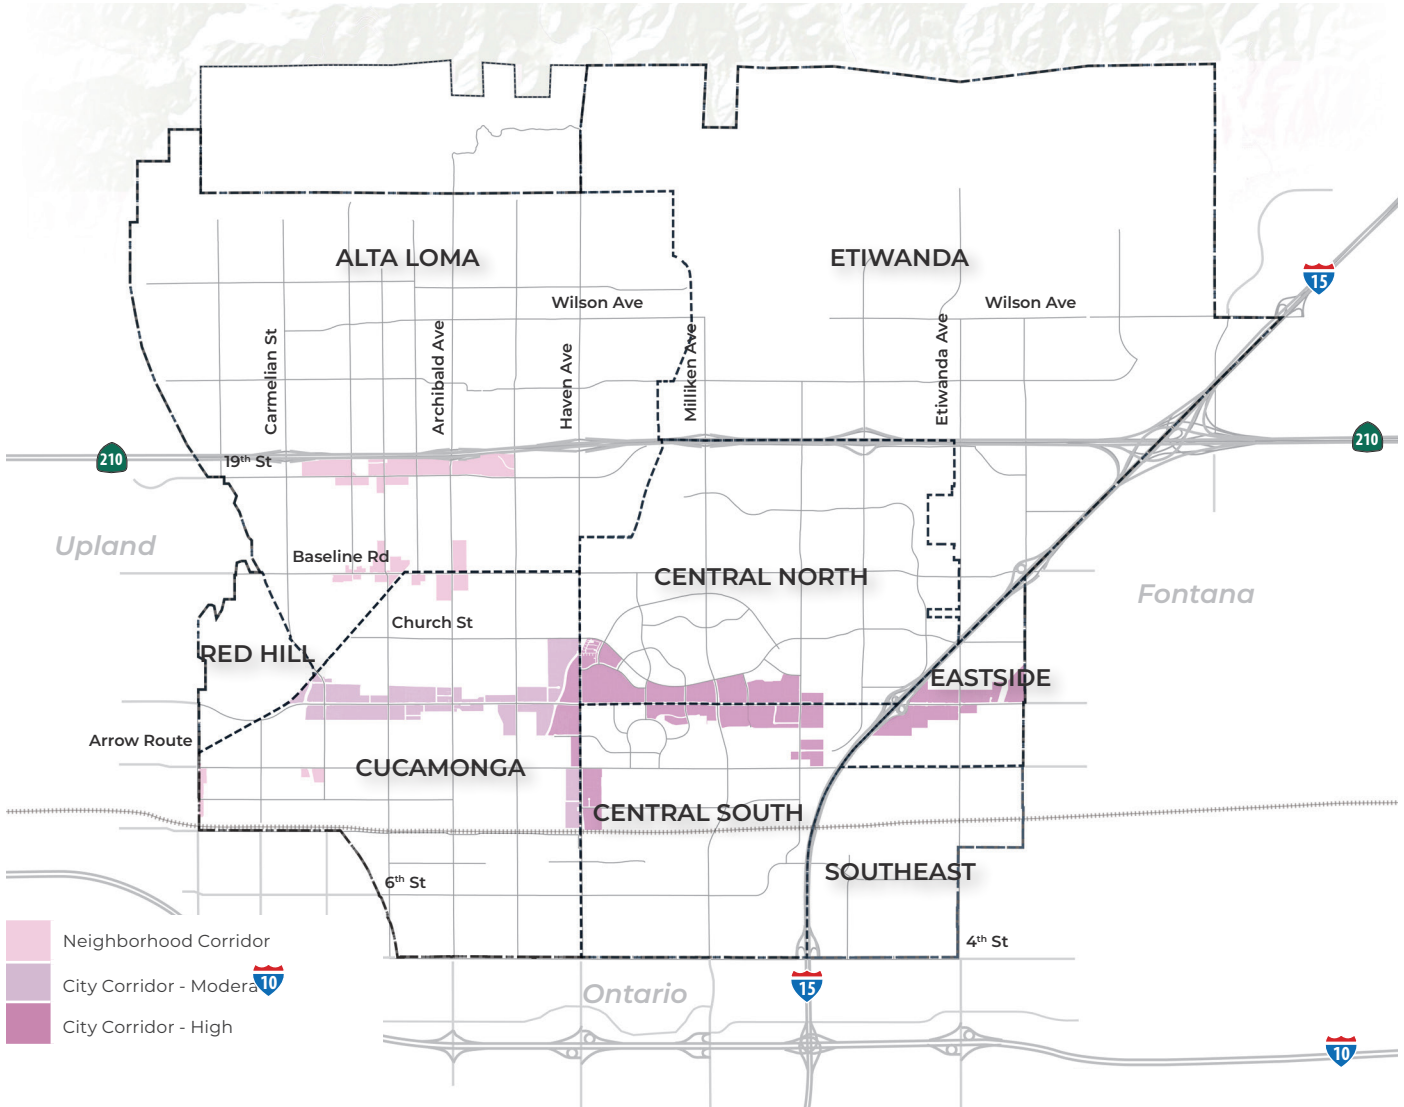 ALTA LOMA
ETIWANDA
15
Wilson Ave
Wilson Ave
Carmelian St
Archibald Ave
Haven Ave
Milliken Ave
Etiwanda Ave
210
19th St
210
Upland
Baseline Rd
CENTRAL NORTH
Fontana
Church St
RED HILL
EASTSIDE
Arrow Route
CUCAMONGA
CENTRAL SOUTH
SOUTHEAST
6th St
4th St
Neighborhood Corridor
City Corridor - Modera
10
City Corridor - High
Ontario
15
10